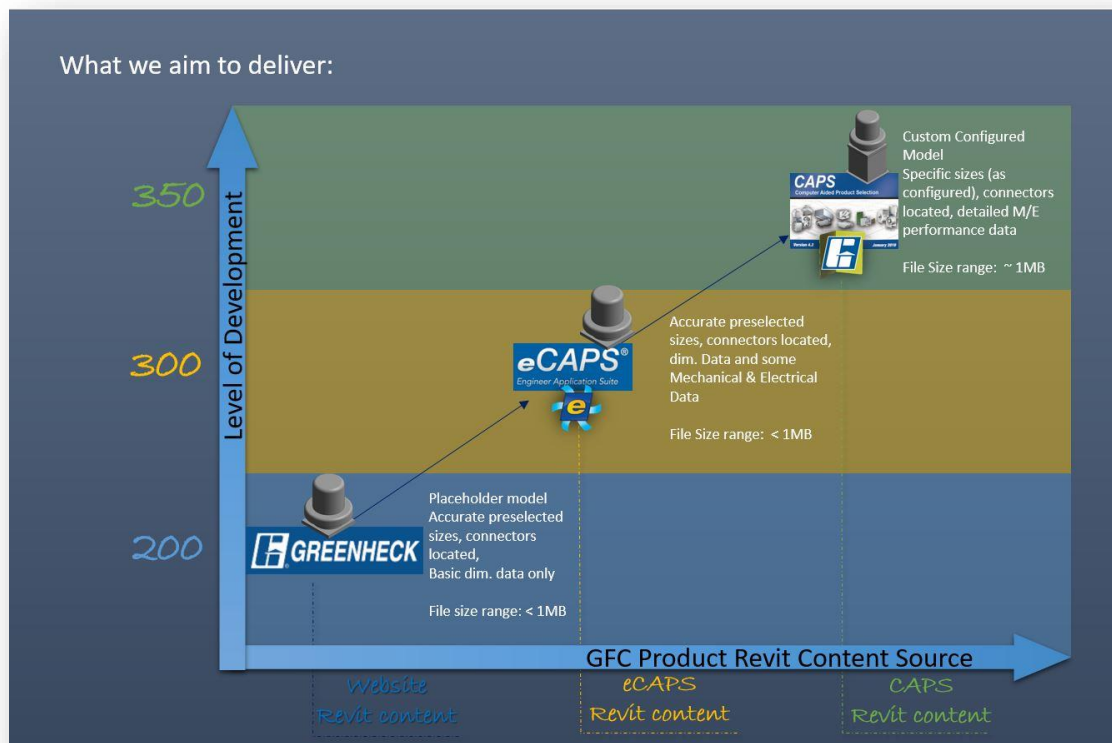 What we aim to deliver:
350
300
200
Level of Development
CAPS
Computer Aided Product Selection
Version 4.2
January 2010
Custom Configured
Model
Specific sizes (as
configured), connectors
located, detailed M/E
performance data
File Size range: ~ 1MB
eCAPS®
Engineer Application Suite
e
Accurate preselected
sizes, connectors located,
dim. Data and some
Mechanical & Electrical
Data
File Size range: < 1MB
GREENHECK
Placeholder model
Accurate preselected
sizes, connectors
located,
Basic dim. data only
File size range: < 1MB
GFC Product Revit Content Source
Website
Revit content
eCAPS
Revit content
CAPS
Revit content